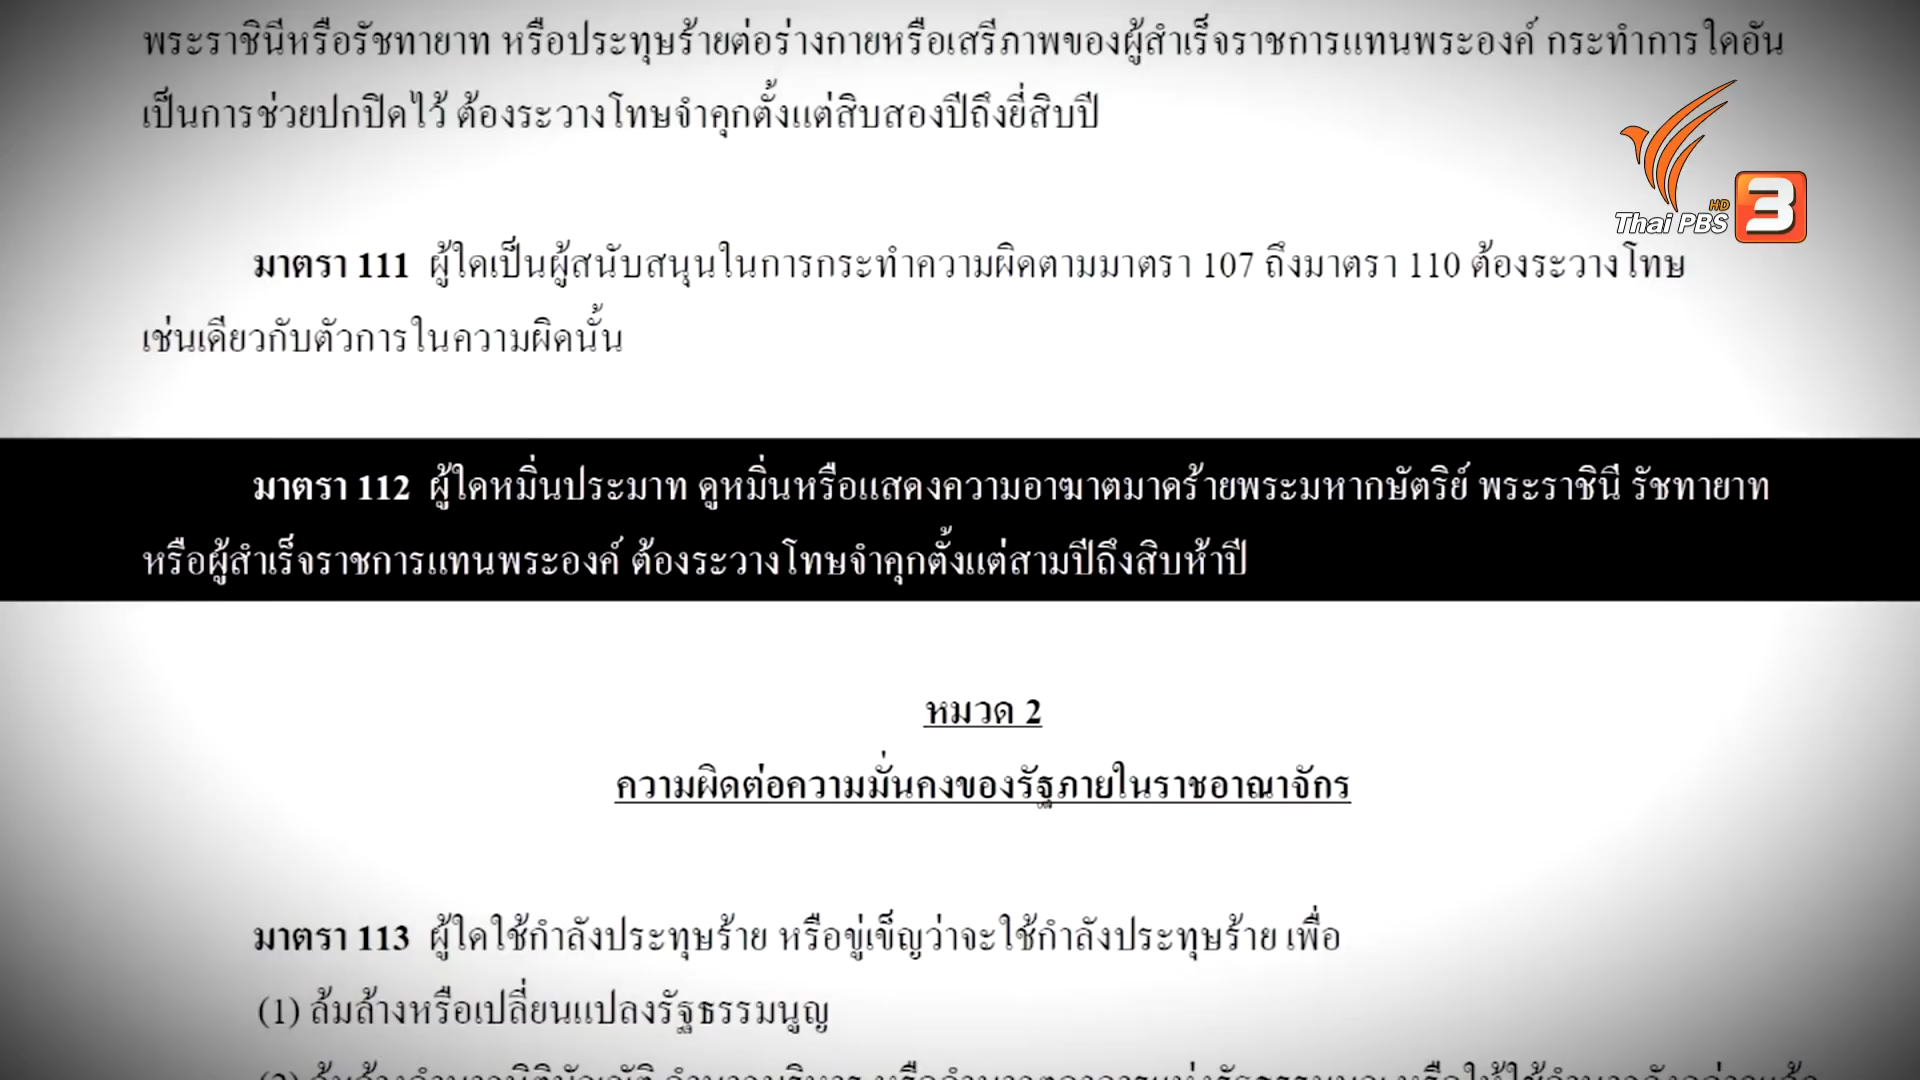 พระราชินีหรือรัชทายาท หรือประทุษร้ายต่อร่างกายหรือเสรีภาพของผู้สำเร็จราชการแทนพระองค์ กระทำการใดอัน
เป็นการช่วยปกปิดไว้ ต้องระวางโทษจำคุกตั้งแต่สิบสองปีถึงยี่สิบปี
HD
Thai PBS 3
มาตรา 111 ผู้ใดเป็นผู้สนับสนุนในการกระทำความผิดตามมาตรา 107 ถึงมาตรา 110 ต้องระวางโทษ
เช่นเดียวกับตัวการในความผิดนั้น
มาตรา 112 ผู้ใดหมิ่นประมาท ดูหมิ่นหรือแสดงความอาฆาตมาดร้ายพระมหากษัตริย์ พระราชินี รัชทายาท
หรือผู้สำเร็จราชการแทนพระองค์ ต้องระวางโทษจำคุกตั้งแต่สามปีถึงสิบห้าปี
หมวด 2
ความผิดต่อความมั่นคงของรัฐภายในราชอาณาจักร
มาตรา 113 ผู้ใดใช้กำลังประทุษร้าย หรือขู่เข็ญว่าจะใช้กำลังประทุษร้าย เพื่อ
(1) ล้มล้างหรือเปลี่ยนแปลงรัฐธรรมนูญ